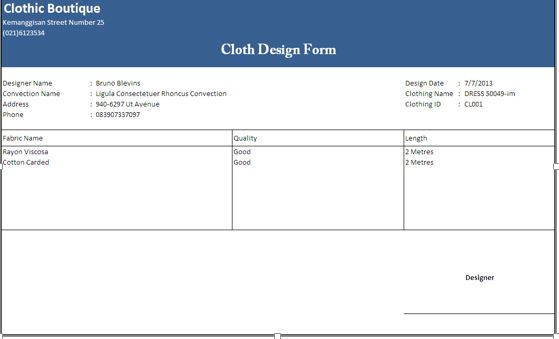 Clothic Boutique
Kemanggisan Street Number 25
(021)6123534
Cloth Design Form
Designer Name : Bruno Blevins
Design Date : 7/7/2013
Convection Name : Ligula Consectetuer Rhoncus Convection
Clothing Name : DRESS 50049-im
Address : 940-6297 Ut Avenue
Clothing ID : CL001
Phone : 083907337097
Fabric Name Quality Length
Rayon Viscosa Good 2 Metres
Cotton Carded Good 2 Metres
Designer